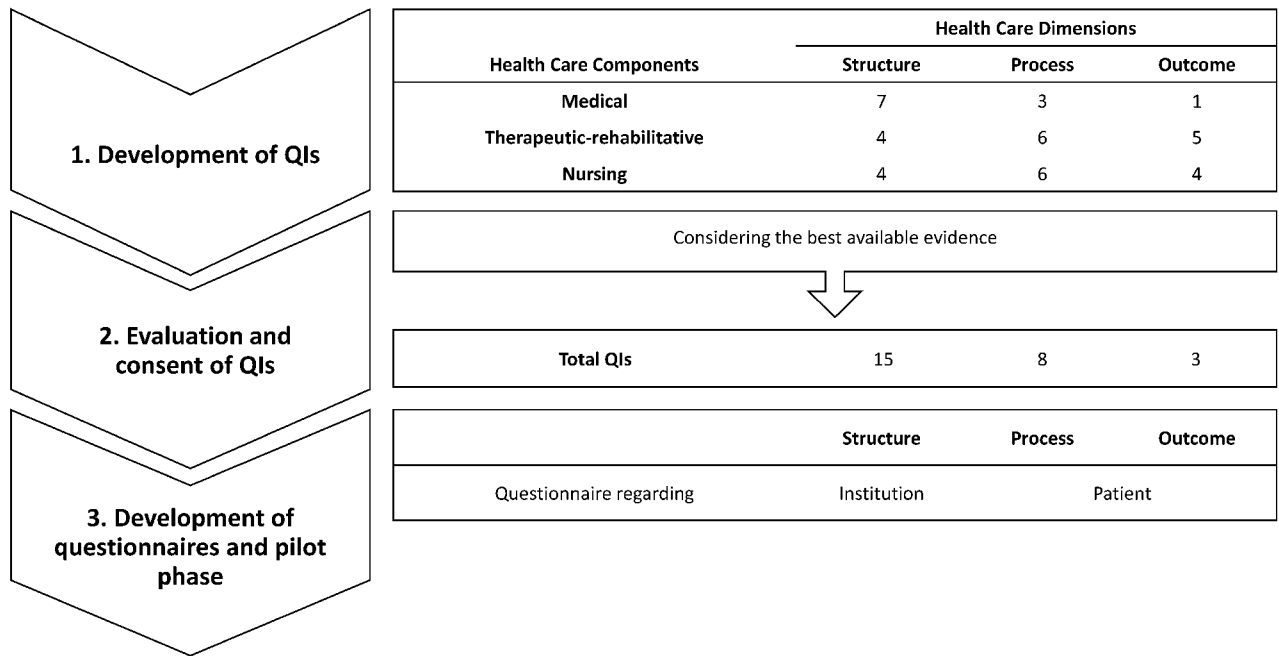 1. Development of QIs
Health Care Dimensions
Health Care Components Structure Process Outcome
Medical 7 3 1
Therapeutic-rehabilitative 4 6 5
Nursing 4 6 4
2. Evaluation and
consent of QIs
Considering the best available evidence
Total QIs 15 8 3
3. Development of
questionnaires and pilot
phase
Structure Process Outcome
Questionnaire regarding Institution Patient